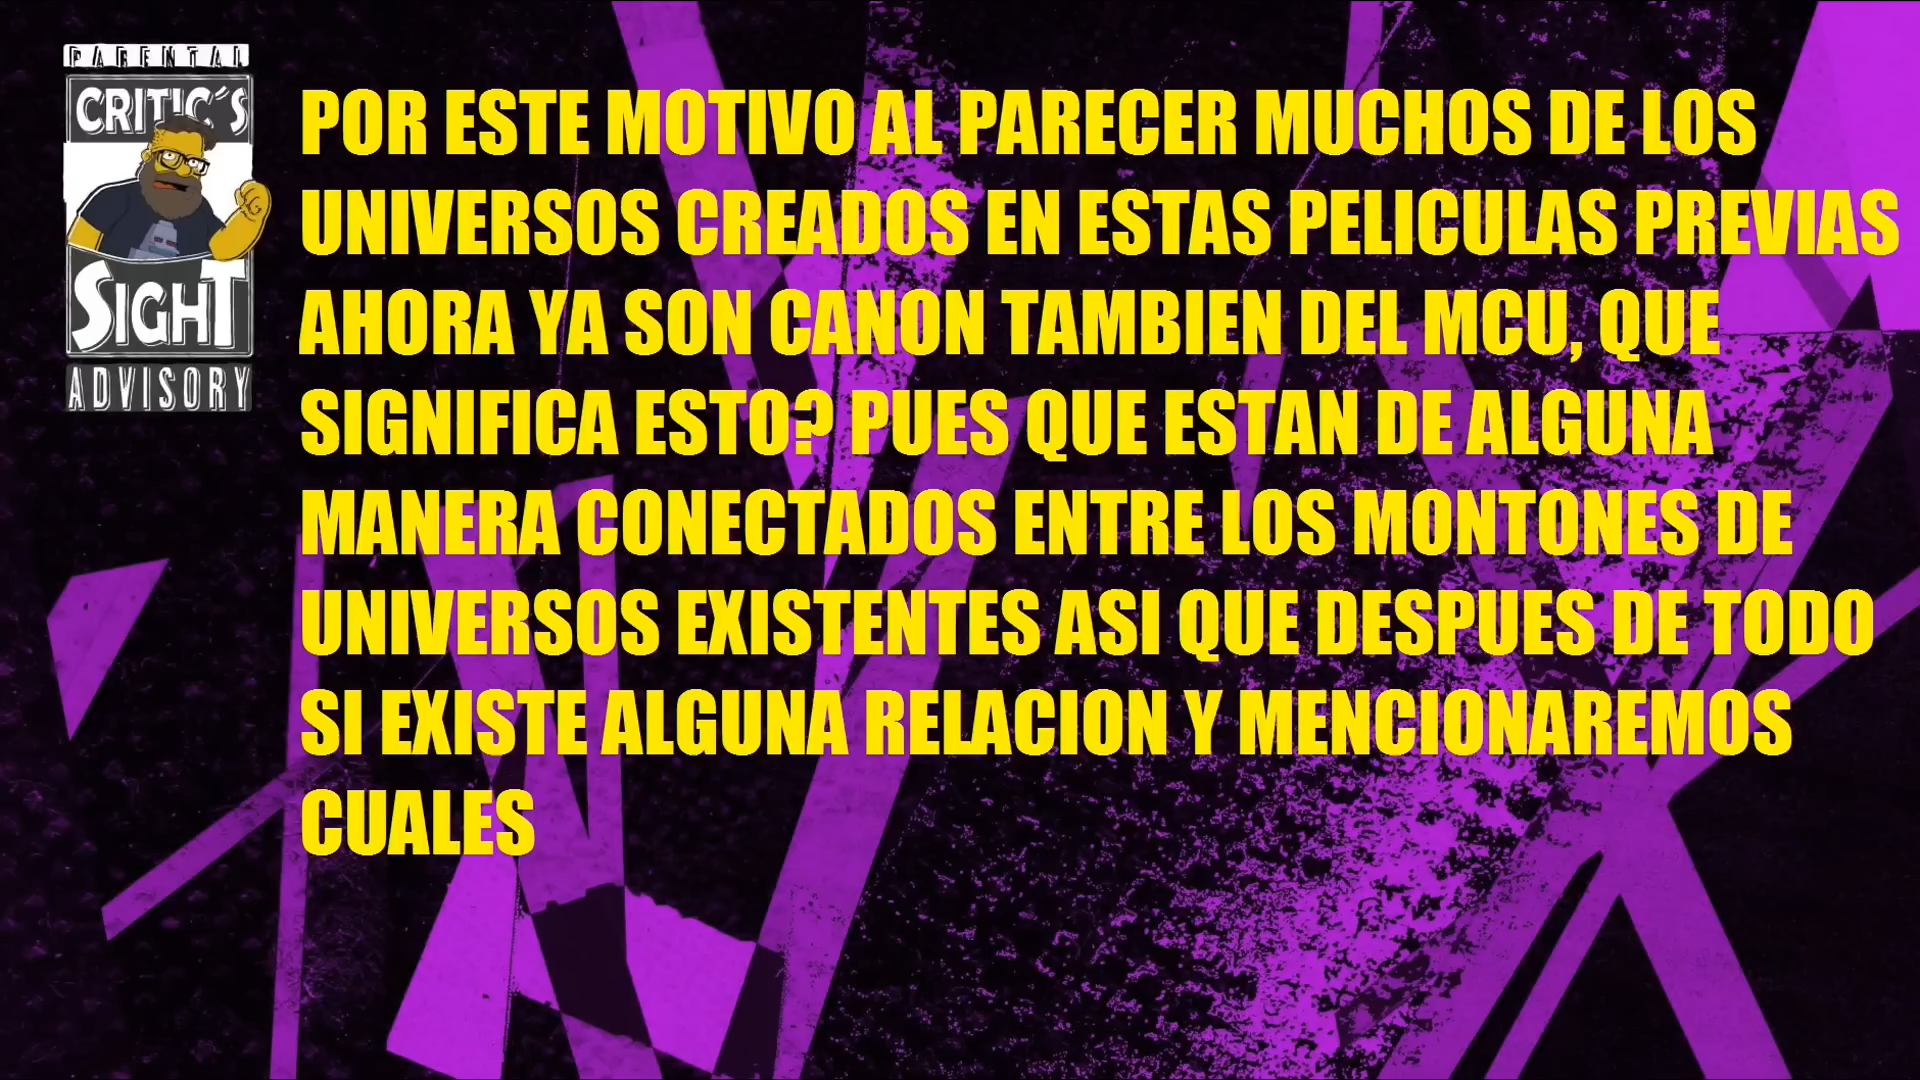 PARENTAL
CRITIC´S
SIGHT
ADVISORY
POR ESTE MOTIVO AL PARECER MUCHOS DE LOS
UNIVERSOS CREADOS EN ESTAS PELICULAS PREVIAS
AHORA YA SON CANON TAMBIEN DEL MCU, QUE
SIGNIFICA ESTO? PUES QUE ESTAN DE ALGUNA
MANERA CONECTADOS ENTRE LOS MONTONES DE
UNIVERSOS EXISTENTES ASI QUE DESPUES DE TODO
SI EXISTE ALGUNA RELACION Y MENCIONAREMOS
CUALES